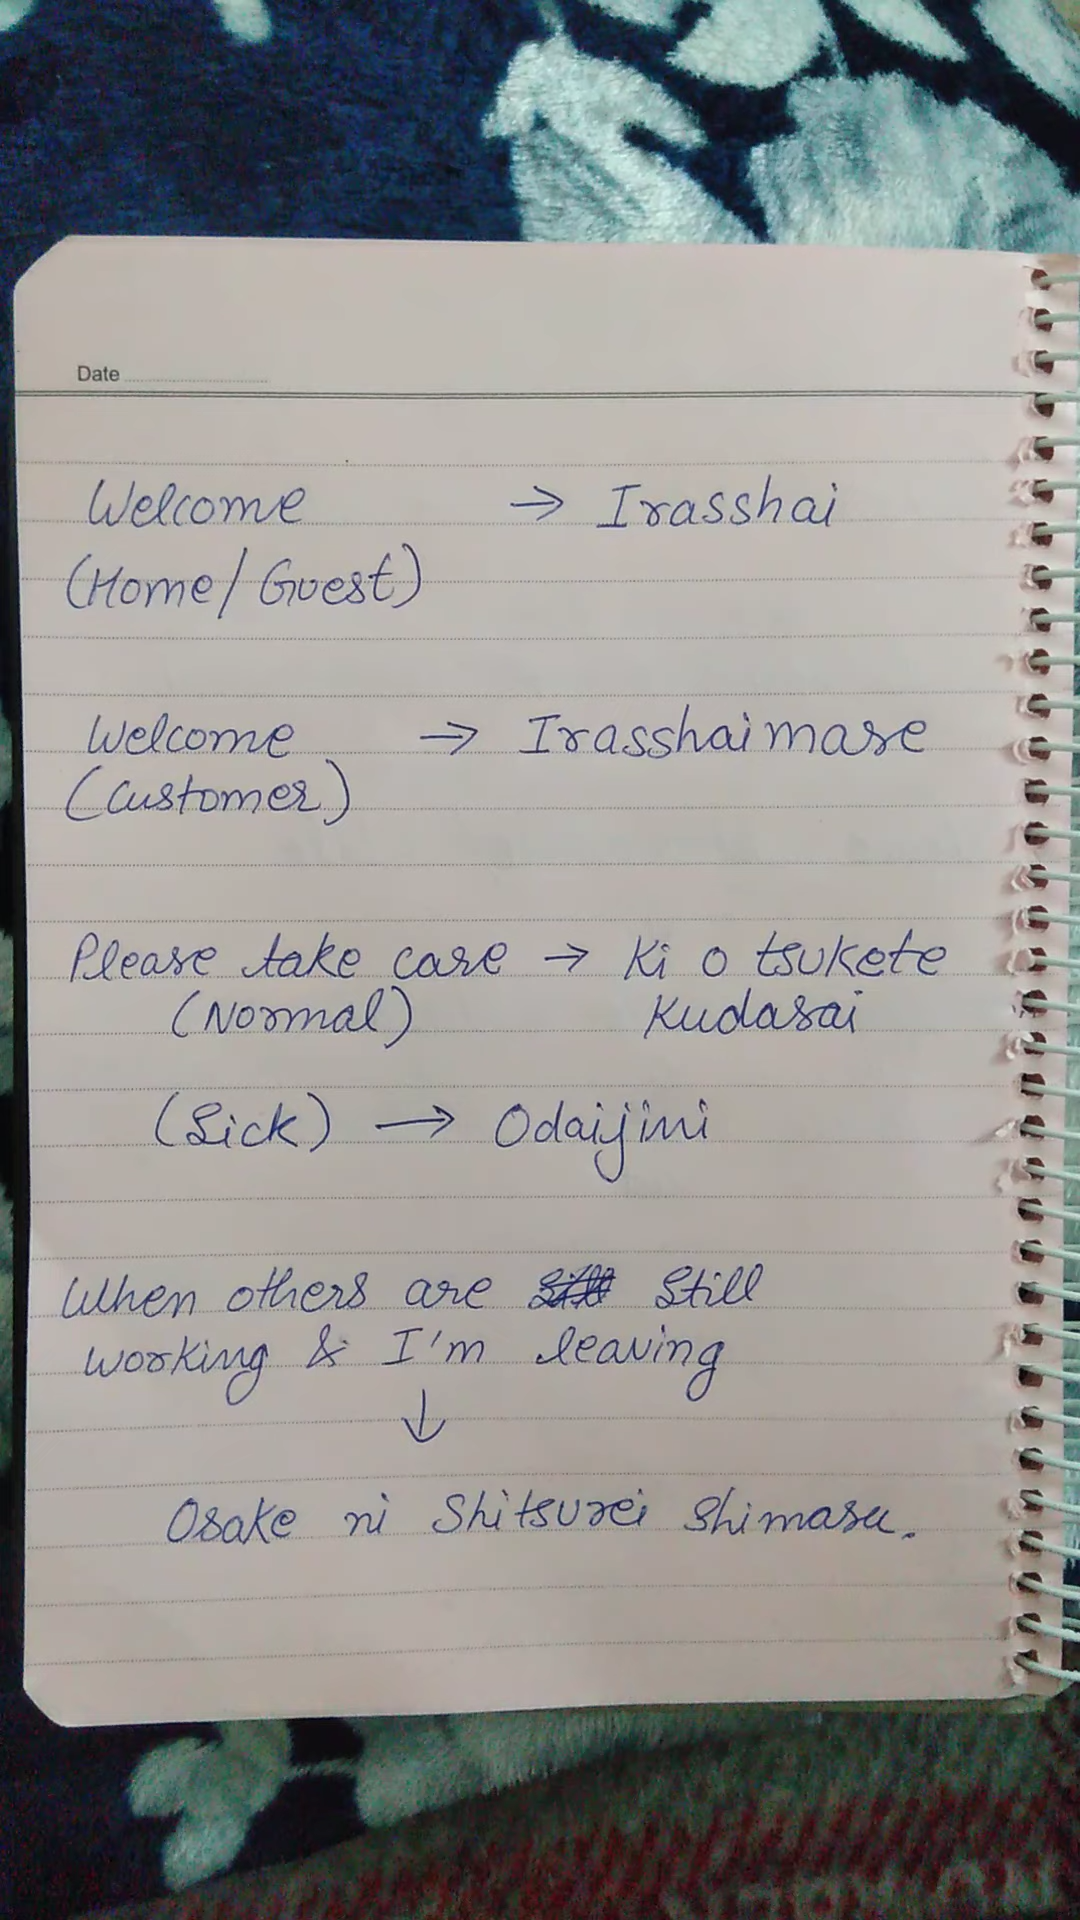 Date
Welcome → Irasshai
(Home/Guest)
Welcome → Irasshaimase
(Customer)
Please take care → Ki o tsukete
(Normal) Kudasai
(Sick) → Odaijini
When others are Still
working & I'm leaving
↓
Osake ni Shitsurei Shimasu.